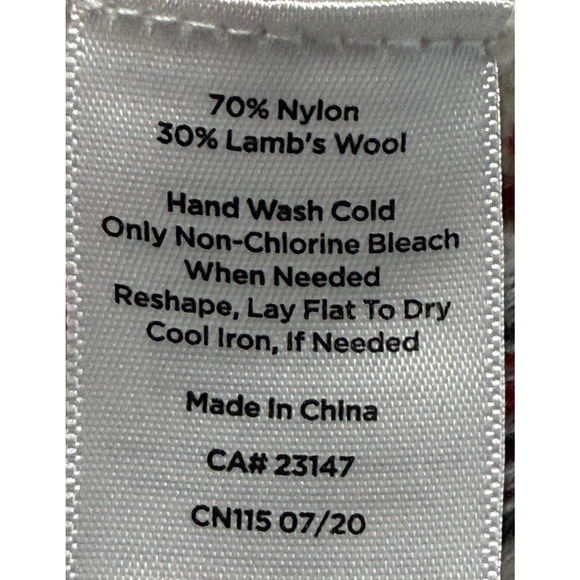 70% Nylon
30% Lamb's Wool
Hand Wash Cold
Only Non-Chlorine Bleach
When Needed
Reshape, Lay Flat To Dry
Cool Iron, If Needed
Made In China
CA# 23147
CN115 07/20